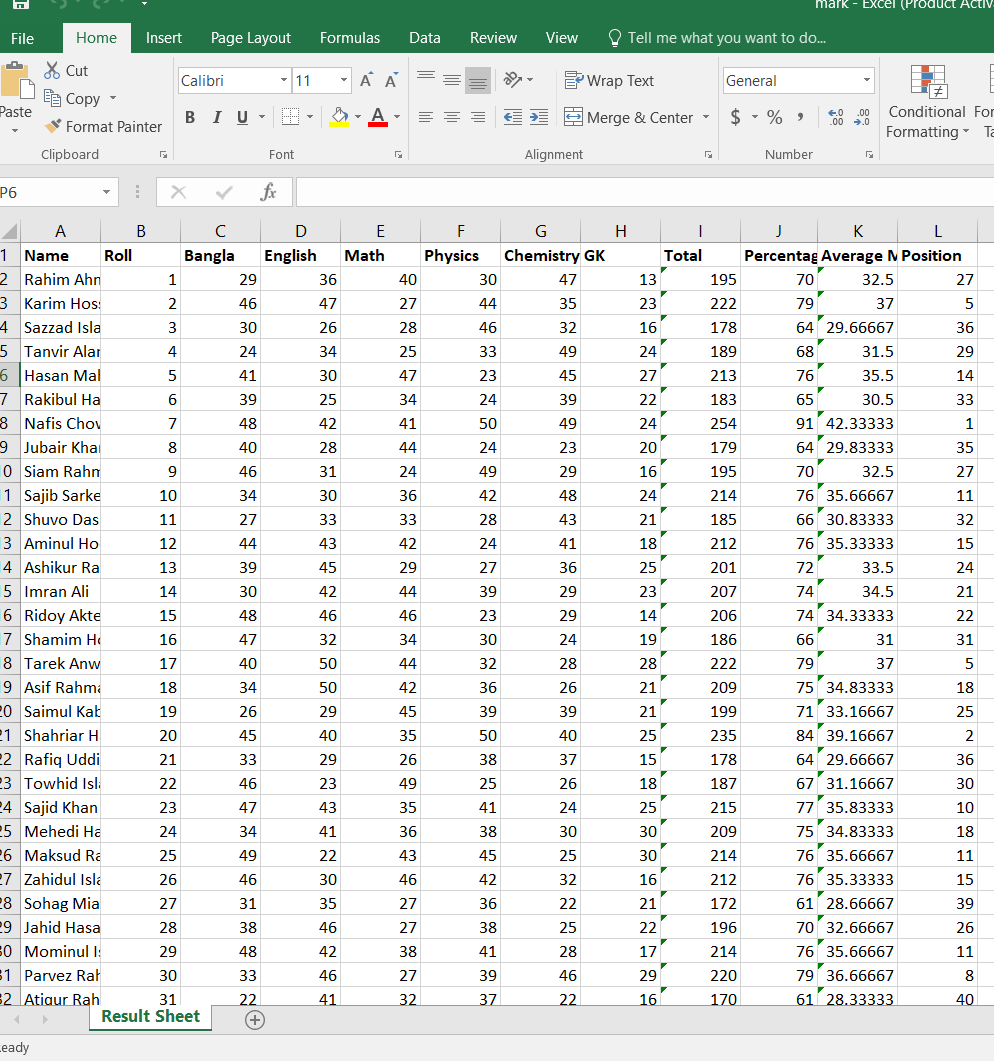 mark - Excel (Product Activ
File Home Insert Page Layout Formulas Data Review View Tell me what you want to do...
Cut
Calibri 11 Wrap Text General
Copy
Paste B I U A Merge & Center $ % Conditional For
Format Painter Formatting Ta
Clipboard Font Alignment Number
P6 fx
A B C D E F G H I J K L
1 Name Roll Bangla English Math Physics Chemistry GK Total Percentag Average M Position
2 Rahim Ahn 1 29 36 40 30 47 13 195 70 32.5 27
3 Karim Hoss 2 46 47 27 44 35 23 222 79 37 5
4 Sazzad Isla 3 30 26 28 46 32 16 178 64 29.66667 36
5 Tanvir Alar 4 24 34 25 33 49 24 189 68 31.5 29
6 Hasan Mah 5 41 30 47 23 45 27 213 76 35.5 14
7 Rakibul Ha 6 39 25 34 24 39 22 183 65 30.5 33
8 Nafis Chov 7 48 42 41 50 49 24 254 91 42.33333 1
9 Jubair Khan 8 40 28 44 24 23 20 179 64 29.83333 35
10 Siam Rahm 9 46 31 24 49 29 16 195 70 32.5 27
11 Sajib Sarke 10 34 30 36 42 48 24 214 76 35.66667 11
12 Shuvo Das 11 27 33 33 28 43 21 185 66 30.83333 32
13 Aminul Ho 12 44 43 42 24 41 18 212 76 35.33333 15
14 Ashikur Ra 13 39 45 29 27 36 25 201 72 33.5 24
15 Imran Ali 14 30 42 44 39 29 23 207 74 34.5 21
16 Ridoy Akte 15 48 46 46 23 29 14 206 74 34.33333 22
17 Shamim Ho 16 47 32 34 30 24 19 186 66 31 31
18 Tarek Anw 17 40 50 44 32 28 28 222 79 37 5
19 Asif Rahma 18 34 50 42 36 26 21 209 75 34.83333 18
20 Saimul Kab 19 26 29 45 39 39 21 199 71 33.16667 25
21 Shahriar H 20 45 40 35 50 40 25 235 84 39.16667 2
22 Rafiq Uddi 21 33 29 26 38 37 15 178 64 29.66667 36
23 Towhid Isla 22 46 23 49 25 26 18 187 67 31.16667 30
24 Sajid Khan 23 47 43 35 41 24 25 215 77 35.83333 10
25 Mehedi Ha 24 34 41 36 38 30 30 209 75 34.83333 18
26 Maksud Ra 25 49 22 43 45 25 30 214 76 35.66667 11
27 Zahidul Isla 26 46 30 46 42 32 16 212 76 35.33333 15
28 Sohag Mia 27 31 35 27 36 22 21 172 61 28.66667 39
29 Jahid Hasa 28 38 46 27 38 25 22 196 70 32.66667 26
30 Mominul Is 29 48 42 38 41 28 17 214 76 35.66667 11
31 Parvez Rah 30 33 46 27 39 46 29 220 79 36.66667 8
32 Atiqur Rah 31 22 41 32 37 22 16 170 61 28.33333 40
Result Sheet
eady